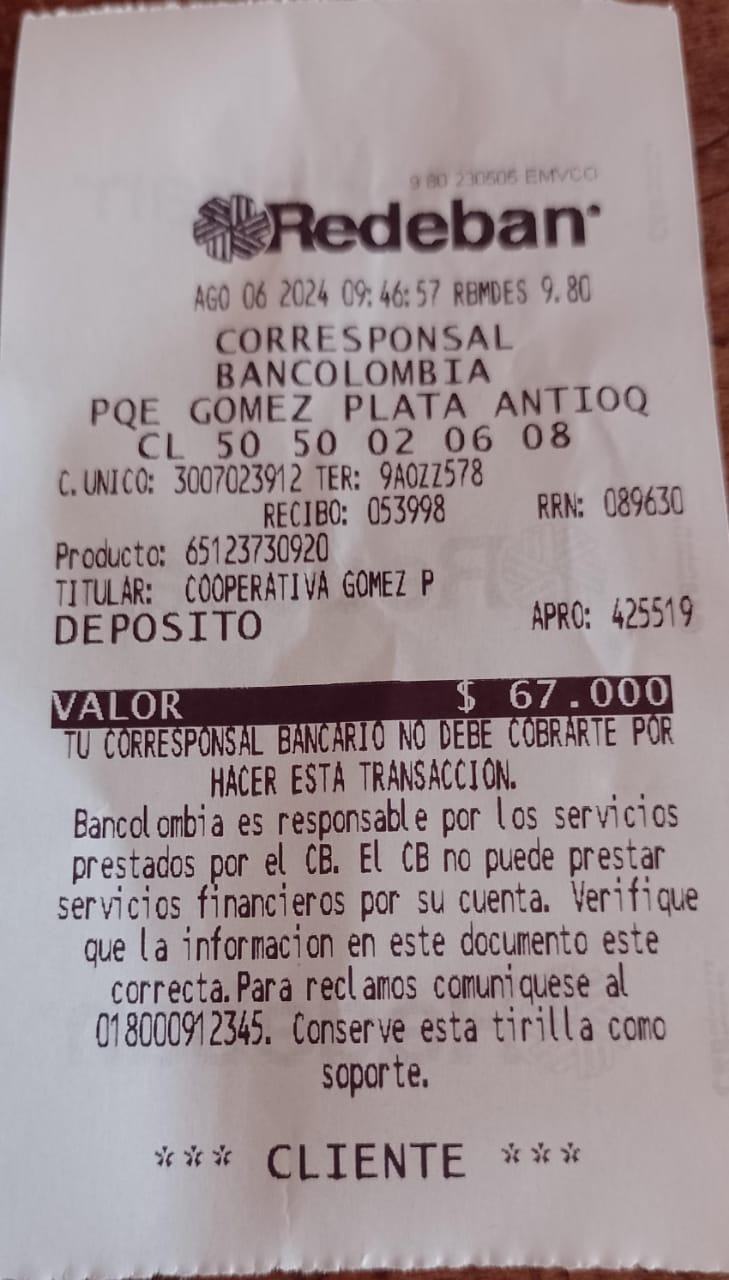 9 80 230505 EMVCO
Redeban
AGO 06 2024 09:46:57 RBMDES 9.80
CORRESPONSAL
BANCOLOMBIA
PQE GOMEZ PLATA ANTIOQ
CL 50 50 02 06 08
C.UNICO: 3007023912 TER: 9AOZZ578
RECIBO: 053998 RRN: 089630
Producto: 65123730920
TITULAR: COOPERATIVA GOMEZ P
DEPOSITO APRO: 425519
VALOR $ 67.000
TU CORRESPONSAL BANCARIO NO DEBE COBRARTE POR
HACER ESTA TRANSACCION.
Bancolombia es responsable por los servicios
prestados por el CB. El CB no puede prestar
servicios financieros por su cuenta. Verifique
que la informacion en este documento este
correcta.Para reclamos comuniquese al
018000912345. Conserve esta tirilla como
soporte.
*** CLIENTE ***